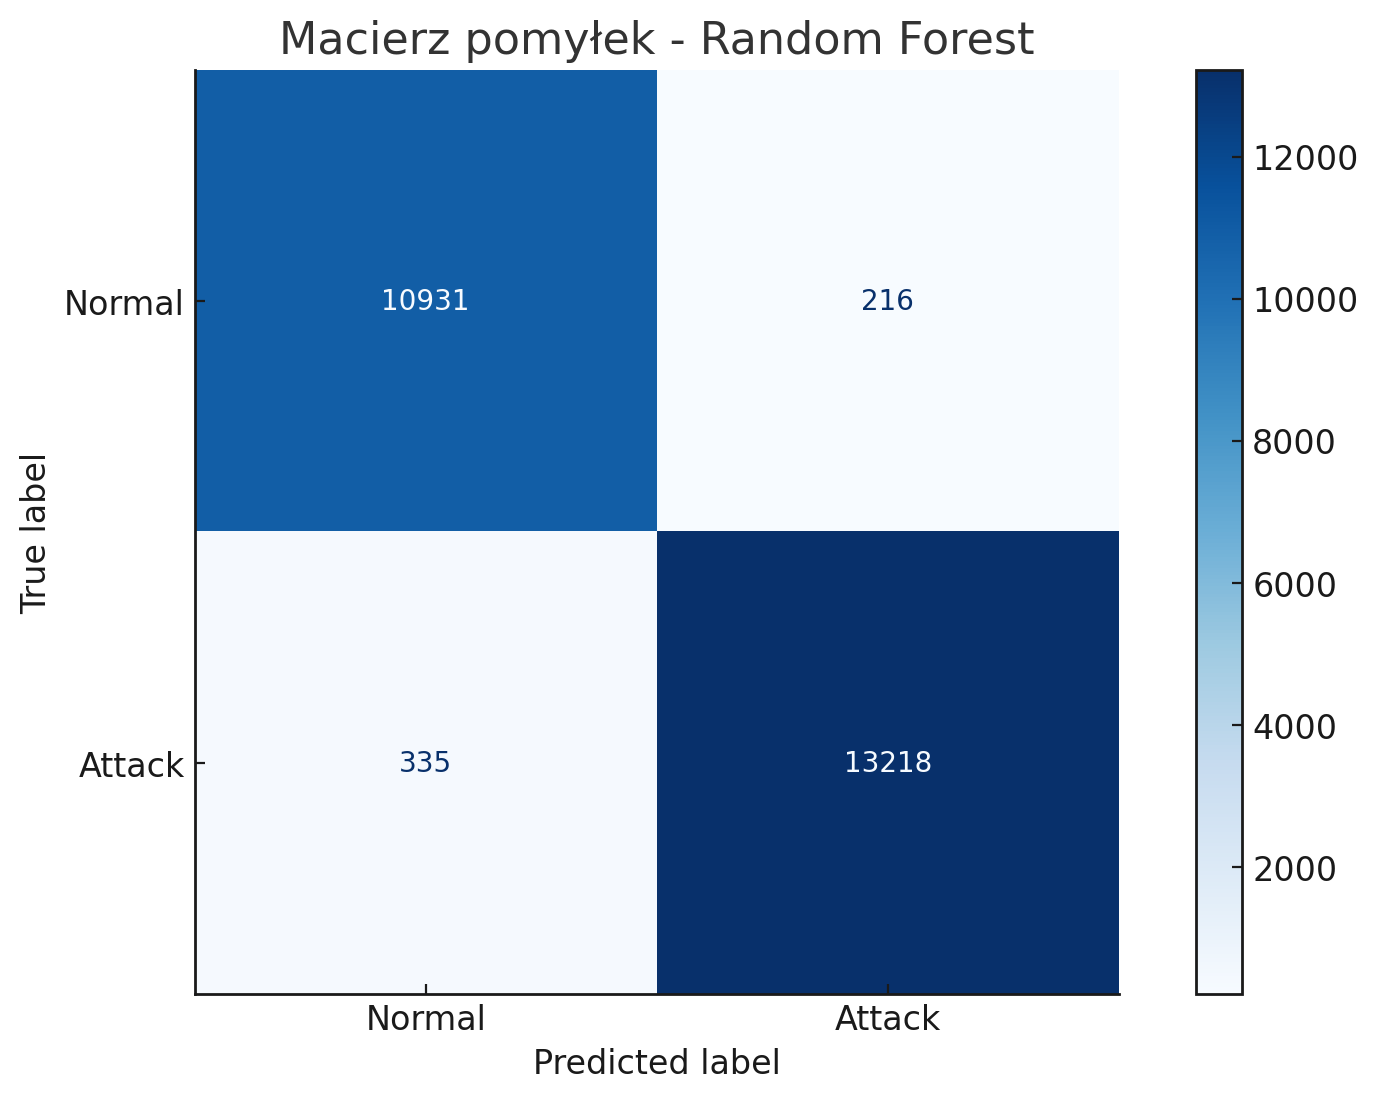 Macierz pomyłek - Random Forest
True label
Normal
10931
216
Attack
335
13218
Normal
Attack
Predicted label
12000
10000
8000
6000
4000
2000